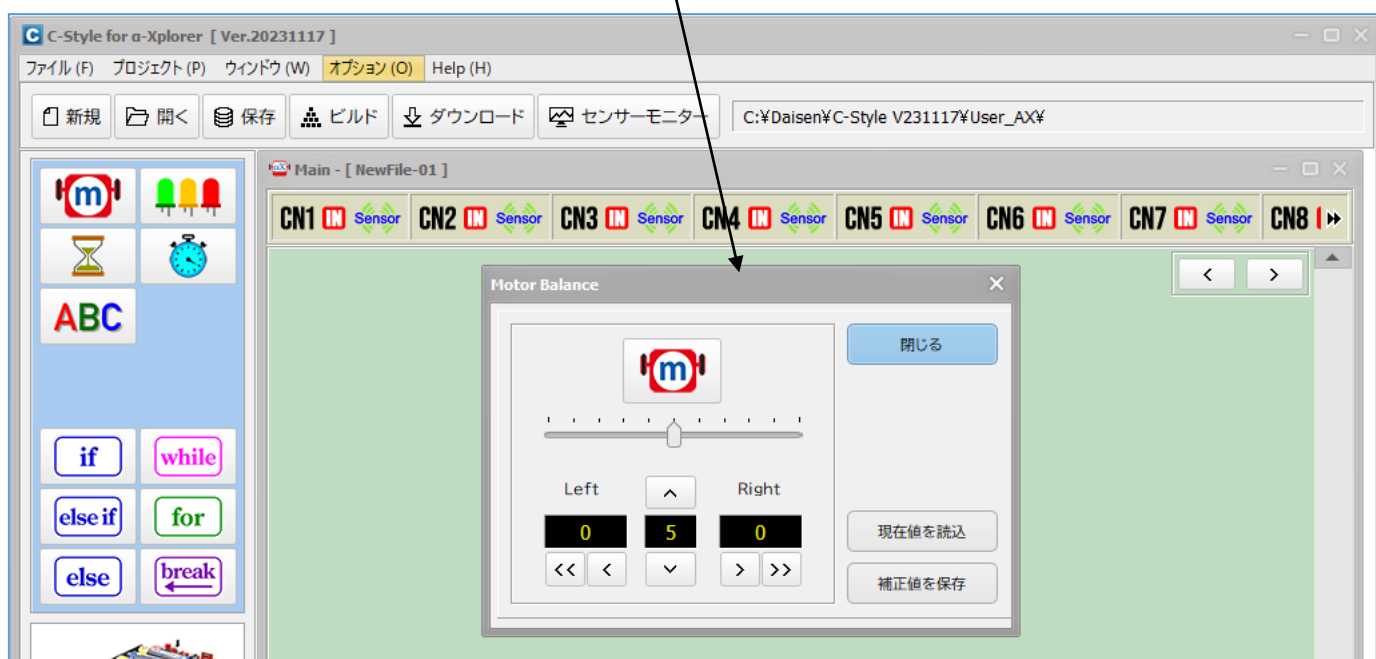 C C-Style for α-Xplorer [ Ver.20231117 ]
ファイル (F) プロジェクト (P) ウィンドウ (W) オプション (O) Help (H)
新規 開く 保存 ビルド ダウンロード センサーモニター C:¥Daisen¥C-Style V231117¥User_AX¥
m
ABC
if while
else if for
else break
mX Main - [ NewFile-01 ]
CN1 IN Sensor CN2 IN Sensor CN3 IN Sensor CN4 IN Sensor CN5 IN Sensor CN6 IN Sensor CN7 IN Sensor CN8
< >
Motor Balance
m
閉じる
Left Right
0 5 0
<< < > >>
現在値を読込
補正値を保存